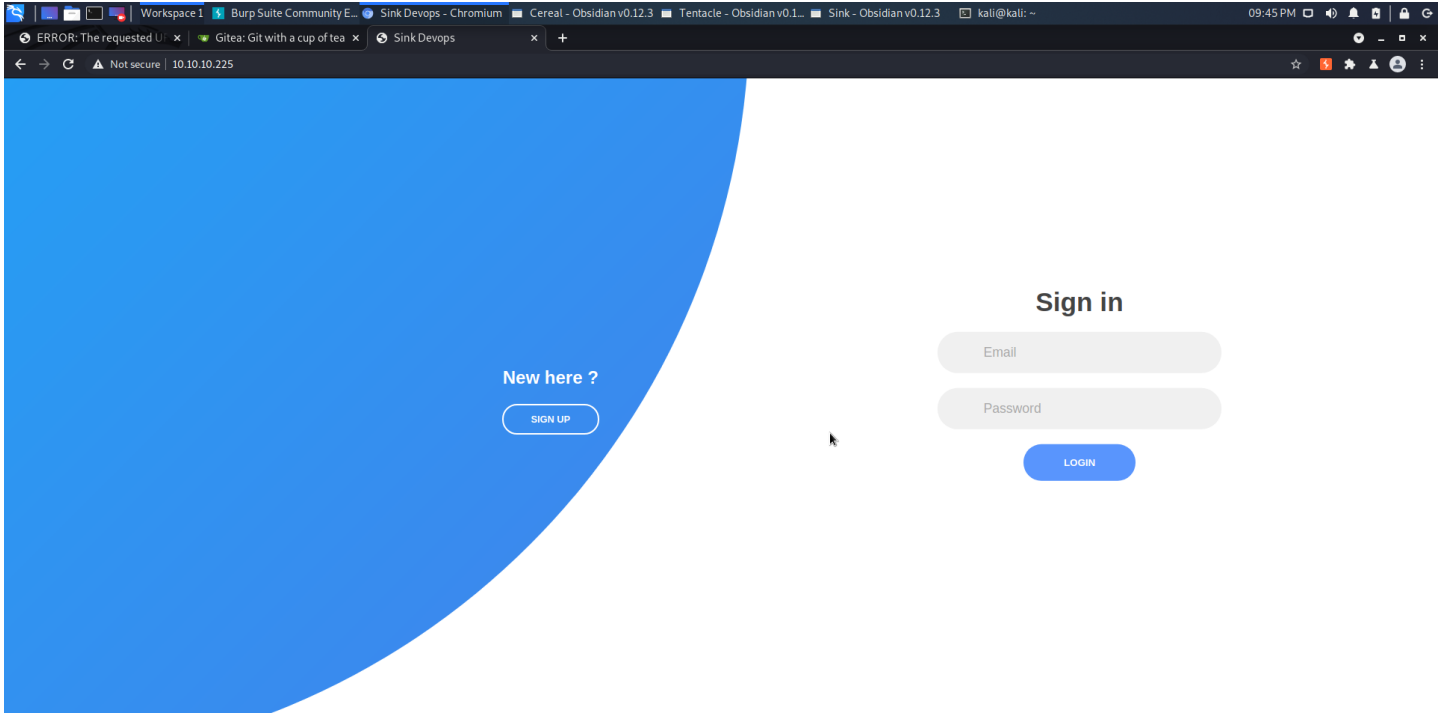 Workspace 1 Burp Suite Community E... Sink Devops - Chromium Cereal - Obsidian v0.12.3 Tentacle - Obsidian v0.1... Sink - Obsidian v0.12.3 kali@kali: ~ 09:45 PM
ERROR: The requested U Gitea: Git with a cup of tea Sink Devops
Not secure 10.10.10.225
Sign in
Email
New here ?
Password
SIGN UP
LOGIN